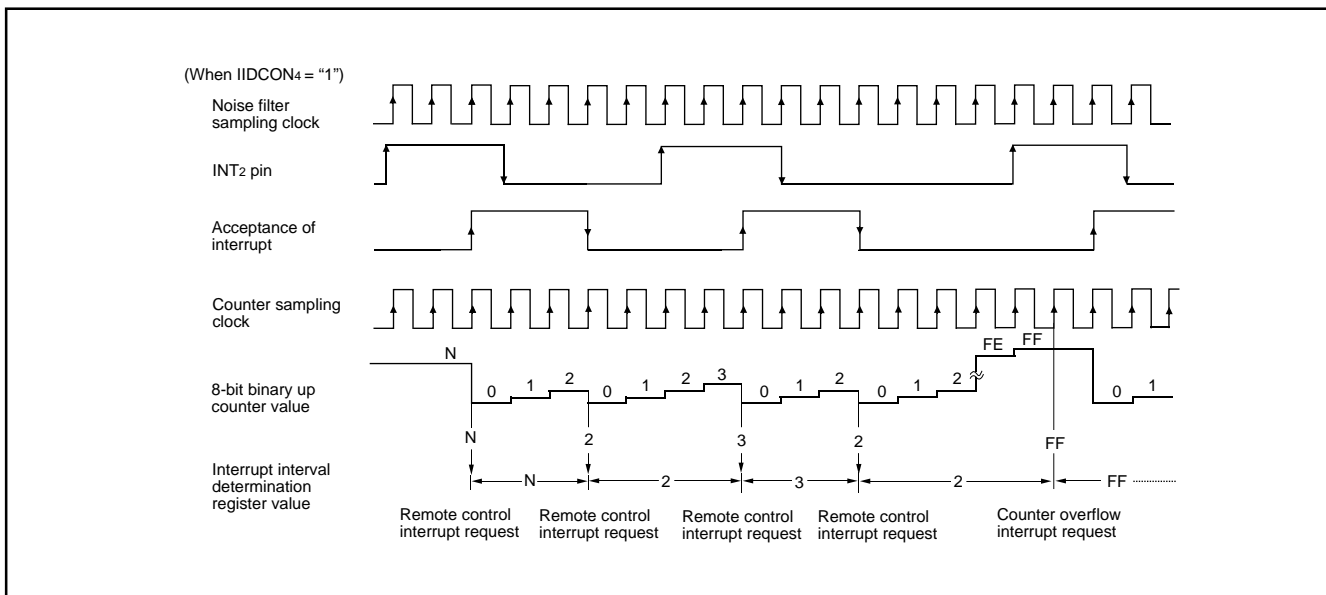 (When IIDCON4 = “1”)
Noise filter
sampling clock
INT2 pin
Acceptance of
interrupt
Counter sampling
clock
N
FE
FF
8-bit binary up
counter value
0 1 2 0 1 2 3 0 1 2 0 1 2 0 1
N 2 3 2 FF
Interrupt interval
determination
register value
N 2 3 2 FF
Remote control
interrupt request
Remote control
interrupt request
Remote control
interrupt request
Remote control
interrupt request
Counter overflow
interrupt request